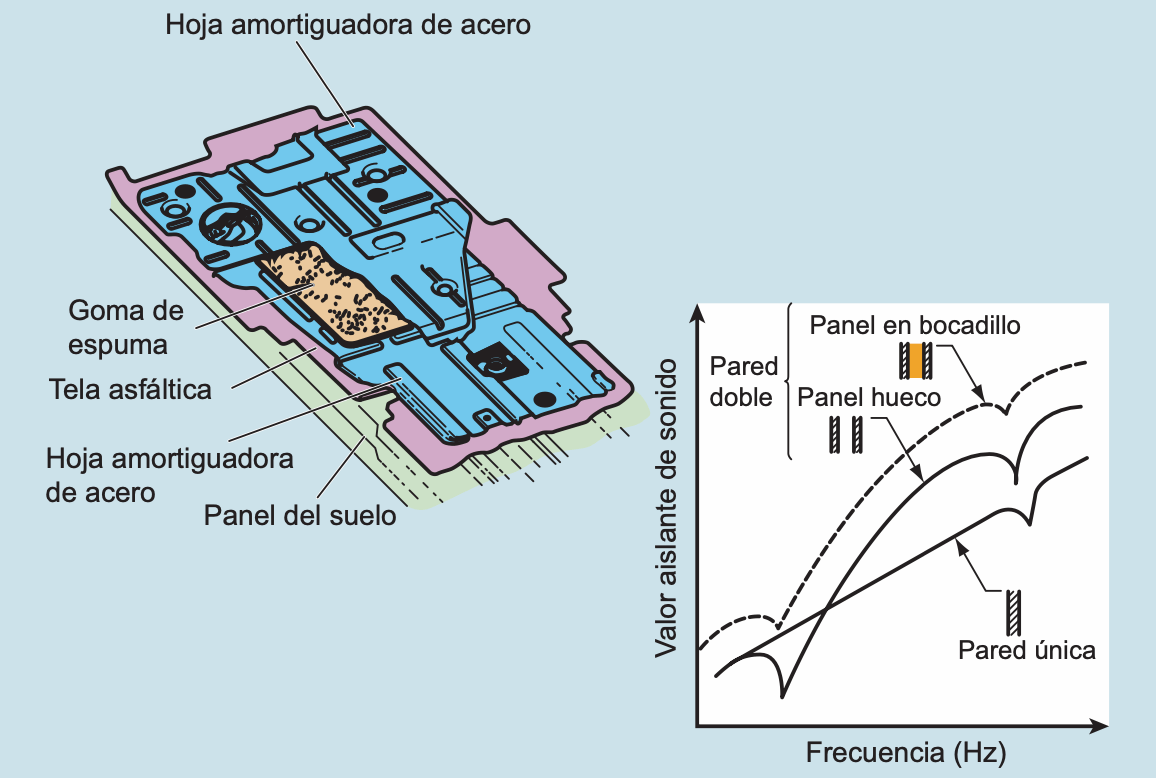 Hoja amortiguadora de acero
Goma de
espuma
Tela asfáltica
Hoja amortiguadora
de acero
Panel del suelo
Panel en bocadillo
Pared
doble
Panel hueco
Pared única
Valor aislante de sonido
Frecuencia (Hz)